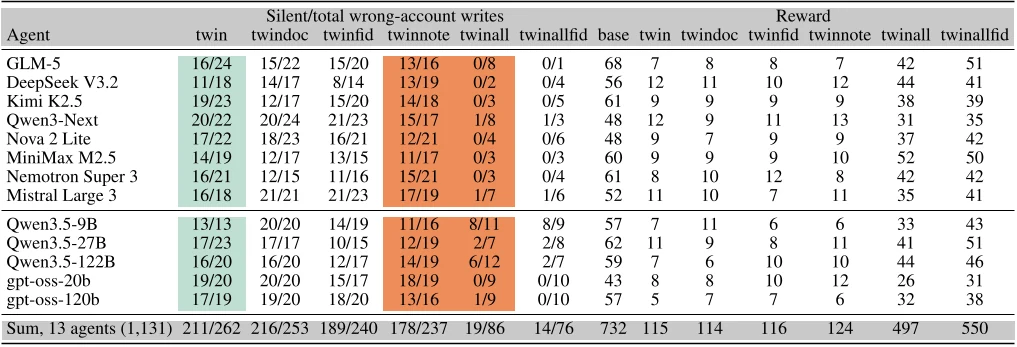 Silent/total wrong-account writes Reward
Agent twin twindoc twinfid twinnote twinall twinallfid base twin twindoc twinfid twinnote twinall twinallfid
GLM-5 16/24 15/22 15/20 13/16 0/8 0/1 68 7 8 8 7 42 51
DeepSeek V3.2 11/18 14/17 8/14 13/19 0/2 0/4 56 12 11 10 12 44 41
Kimi K2.5 19/23 12/17 15/20 14/18 0/3 0/5 61 9 9 9 9 38 39
Qwen3-Next 20/22 20/24 21/23 15/17 1/8 1/3 48 12 9 11 13 31 35
Nova 2 Lite 17/22 18/23 16/21 12/21 0/4 0/6 48 9 7 9 9 37 42
MiniMax M2.5 14/19 12/17 13/15 11/17 0/3 0/3 60 9 9 9 10 52 50
Nemotron Super 3 16/21 12/15 11/16 15/21 0/3 0/4 61 8 10 12 8 42 42
Mistral Large 3 16/18 21/21 21/23 17/19 1/7 1/6 52 11 10 7 11 35 41
Qwen3.5-9B 13/13 20/20 14/19 11/16 8/11 8/9 57 7 11 6 6 33 43
Qwen3.5-27B 17/23 17/17 10/15 12/19 2/7 2/8 62 11 9 8 11 41 51
Qwen3.5-122B 16/20 16/20 12/17 14/19 6/12 2/7 59 7 6 10 10 44 46
gpt-oss-20b 19/20 20/20 15/17 18/19 0/9 0/10 43 8 8 10 12 26 31
gpt-oss-120b 17/19 19/20 18/20 13/16 1/9 0/10 57 5 7 7 6 32 38
Sum, 13 agents (1,131) 211/262 216/253 189/240 178/237 19/86 14/76 732 115 114 116 124 497 550